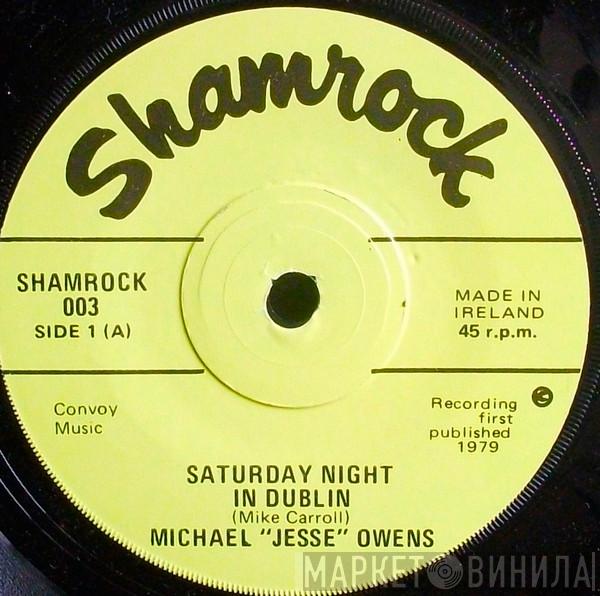 Shamrock
SHAMROCK
003
SIDE 1 (A)
MADE IN
IRELAND
45 r.p.m.
Convoy
Music
Recording
first
published
1979
SATURDAY NIGHT
IN DUBLIN
(Mike Carroll)
MICHAEL "JESSE" OWENS
МАРКЕТ ВИНИЛА